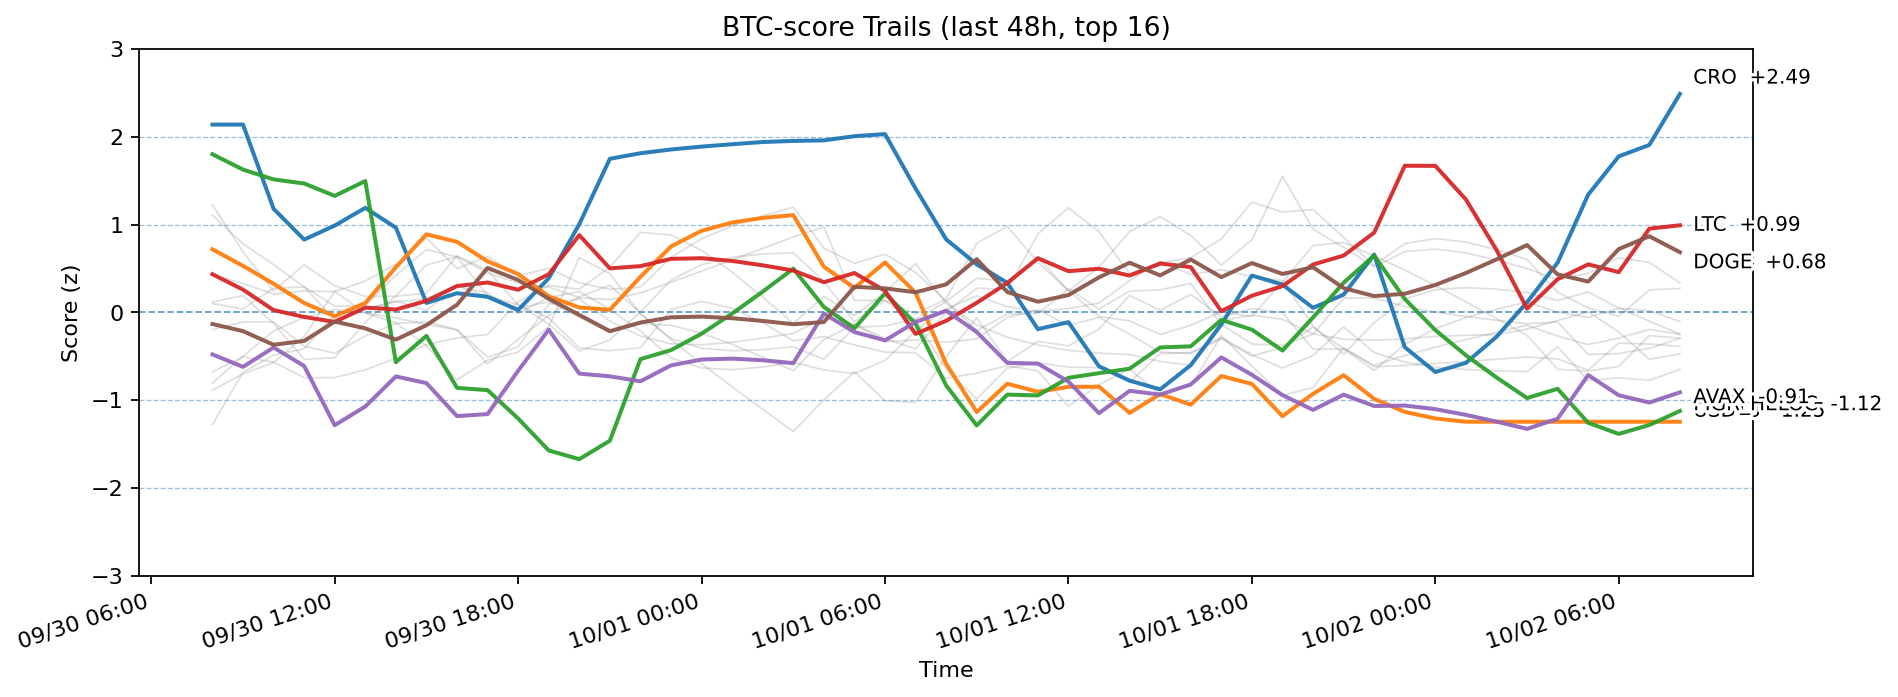 BTC-score Trails (last 48h, top 16)
Score (z)
3
2
1
0
−1
−2
−3
CRO +2.49
LTC +0.99
DOGE +0.68
AVAX -0.91
-1.12
09/30 06:00
09/30 12:00
09/30 18:00
10/01 00:00
10/01 06:00
10/01 12:00
10/01 18:00
10/02 00:00
10/02 06:00
Time